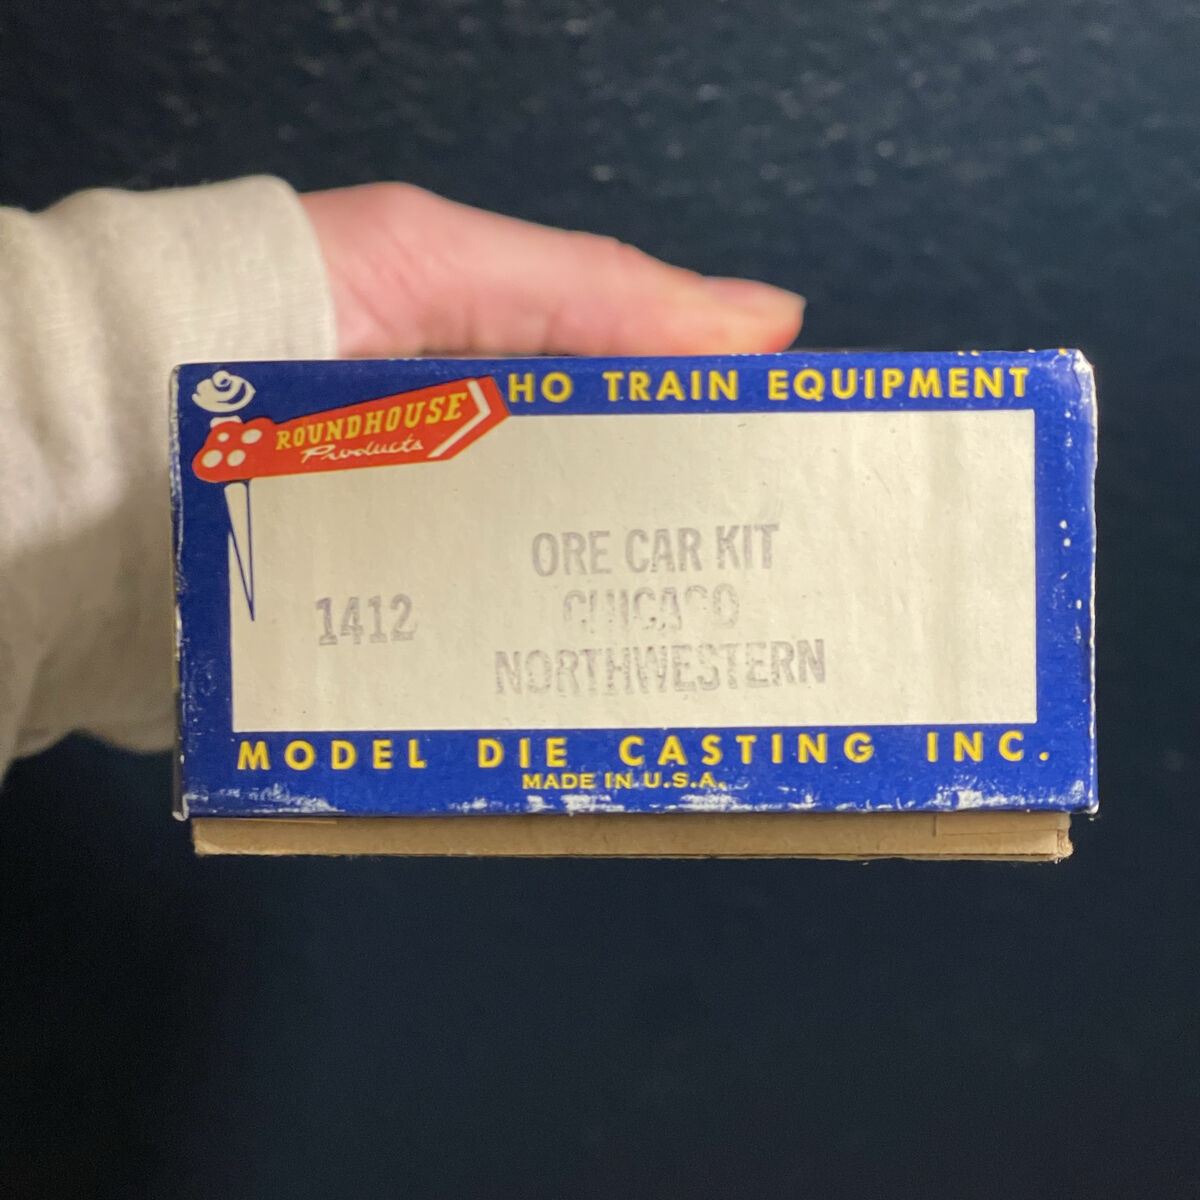 ROUNDHOUSE
Products
HO TRAIN EQUIPMENT
ORE CAR KIT
1412
CHICAGO
NORTHWESTERN
MODEL DIE CASTING INC.
MADE IN U.S.A.